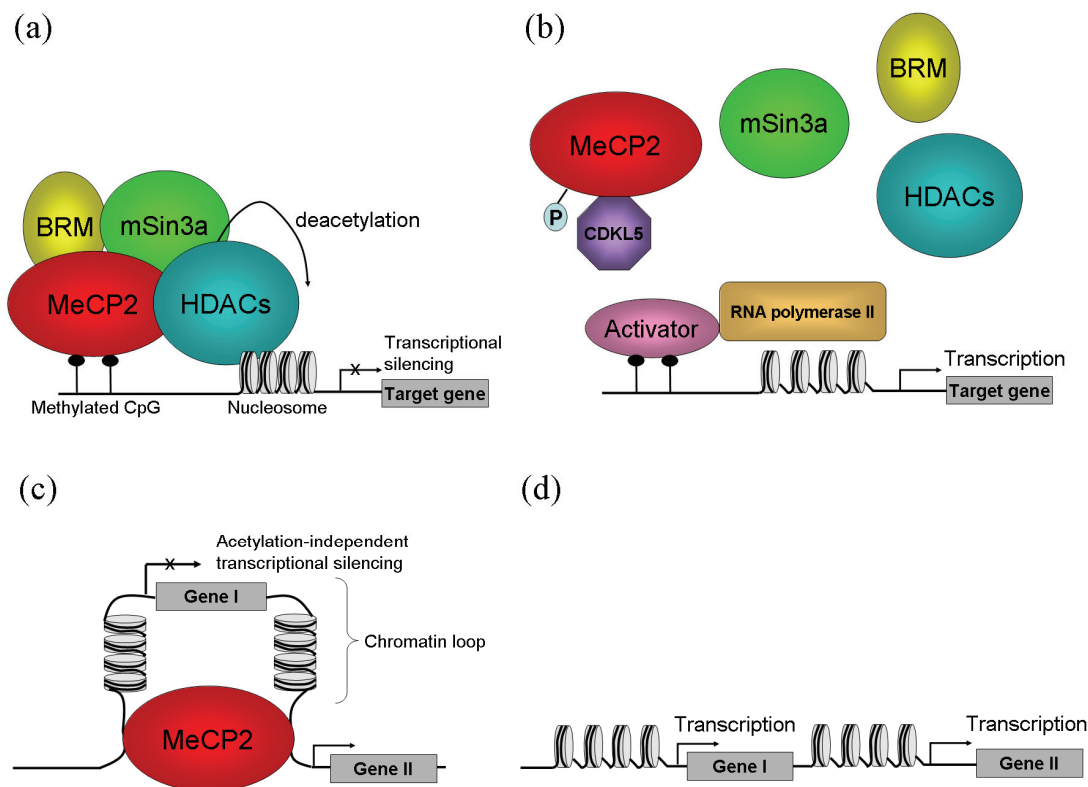 (a)
BRM
mSin3a
deacetylation
MeCP2
HDACs
Transcriptional
silencing
x
Target gene
Methylated CpG
Nucleosome
(b)
BRM
mSin3a
MeCP2
HDACs
P
CDKL5
RNA polymerase II
Activator
Transcription
Target gene
(c)
Acetylation-independent
transcriptional silencing
x
Gene I
Chromatin loop
MeCP2
Gene II
(d)
Transcription
Transcription
Gene I
Gene II